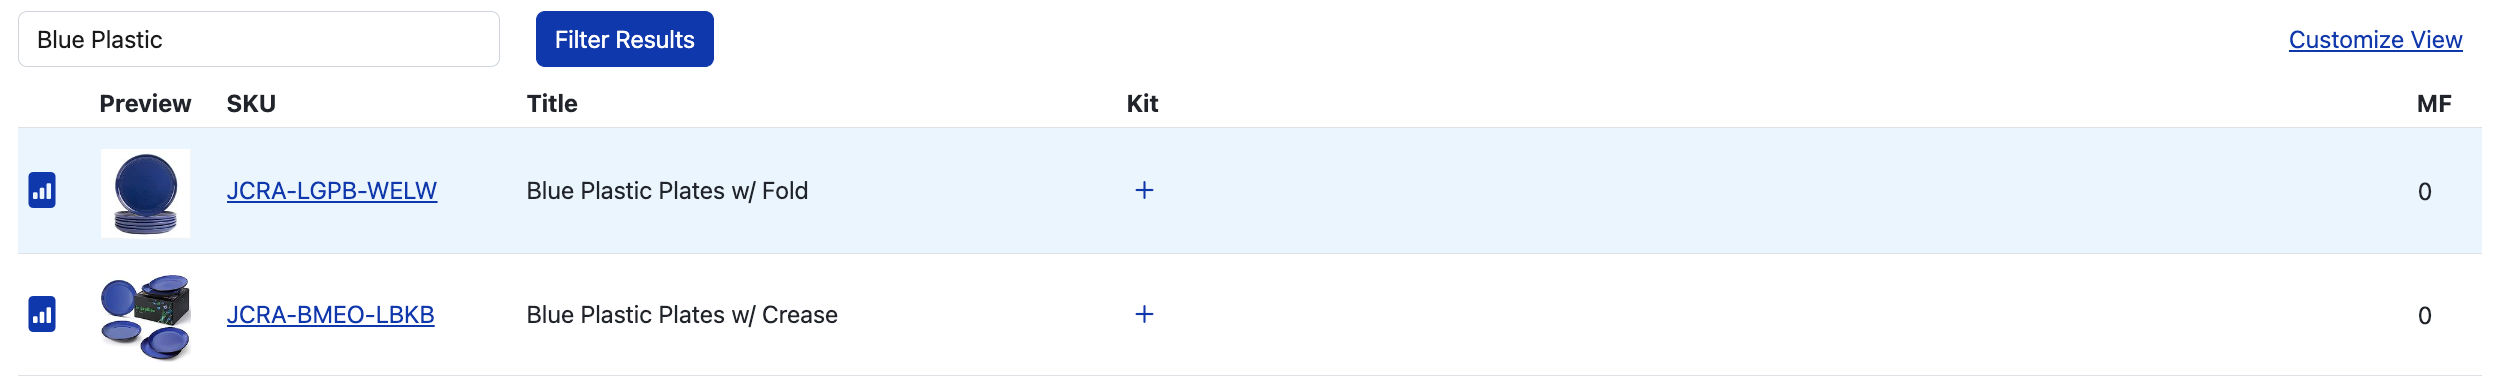 Blue Plastic Filter Results Customize View
Preview SKU Title Kit MF
JCRA-LGPB-WELW Blue Plastic Plates w/ Fold + 0
JCRA-BMEO-LBKB Blue Plastic Plates w/ Crease + 0